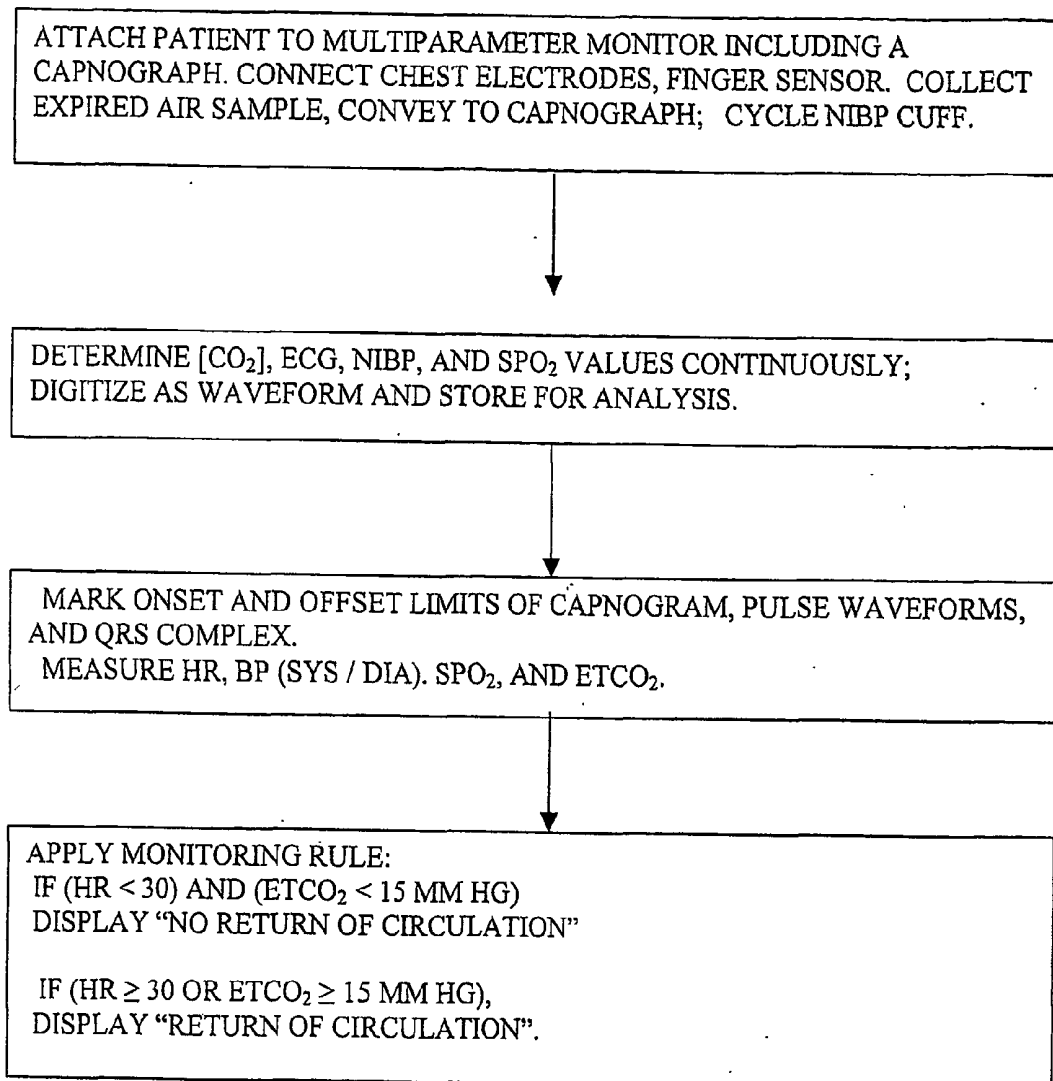 ATTACH PATIENT TO MULTIPARAMETER MONITOR INCLUDING A
CAPNOGRAPH. CONNECT CHEST ELECTRODES, FINGER SENSOR. COLLECT
EXPIRED AIR SAMPLE, CONVEY TO CAPNOGRAPH; CYCLE NIBP CUFF.
DETERMINE [CO₂], ECG, NIBP, AND SPO₂ VALUES CONTINUOUSLY;
DIGITIZE AS WAVEFORM AND STORE FOR ANALYSIS.
MARK ONSET AND OFFSET LIMITS OF CAPNOGRAM, PULSE WAVEFORMS,
AND QRS COMPLEX.
MEASURE HR, BP (SYS / DIA). SPO₂, AND ETCO₂.
APPLY MONITORING RULE:
IF (HR < 30) AND (ETCO₂ < 15 MM HG)
DISPLAY “NO RETURN OF CIRCULATION”
IF (HR ≥ 30 OR ETCO₂ ≥ 15 MM HG),
DISPLAY “RETURN OF CIRCULATION”.